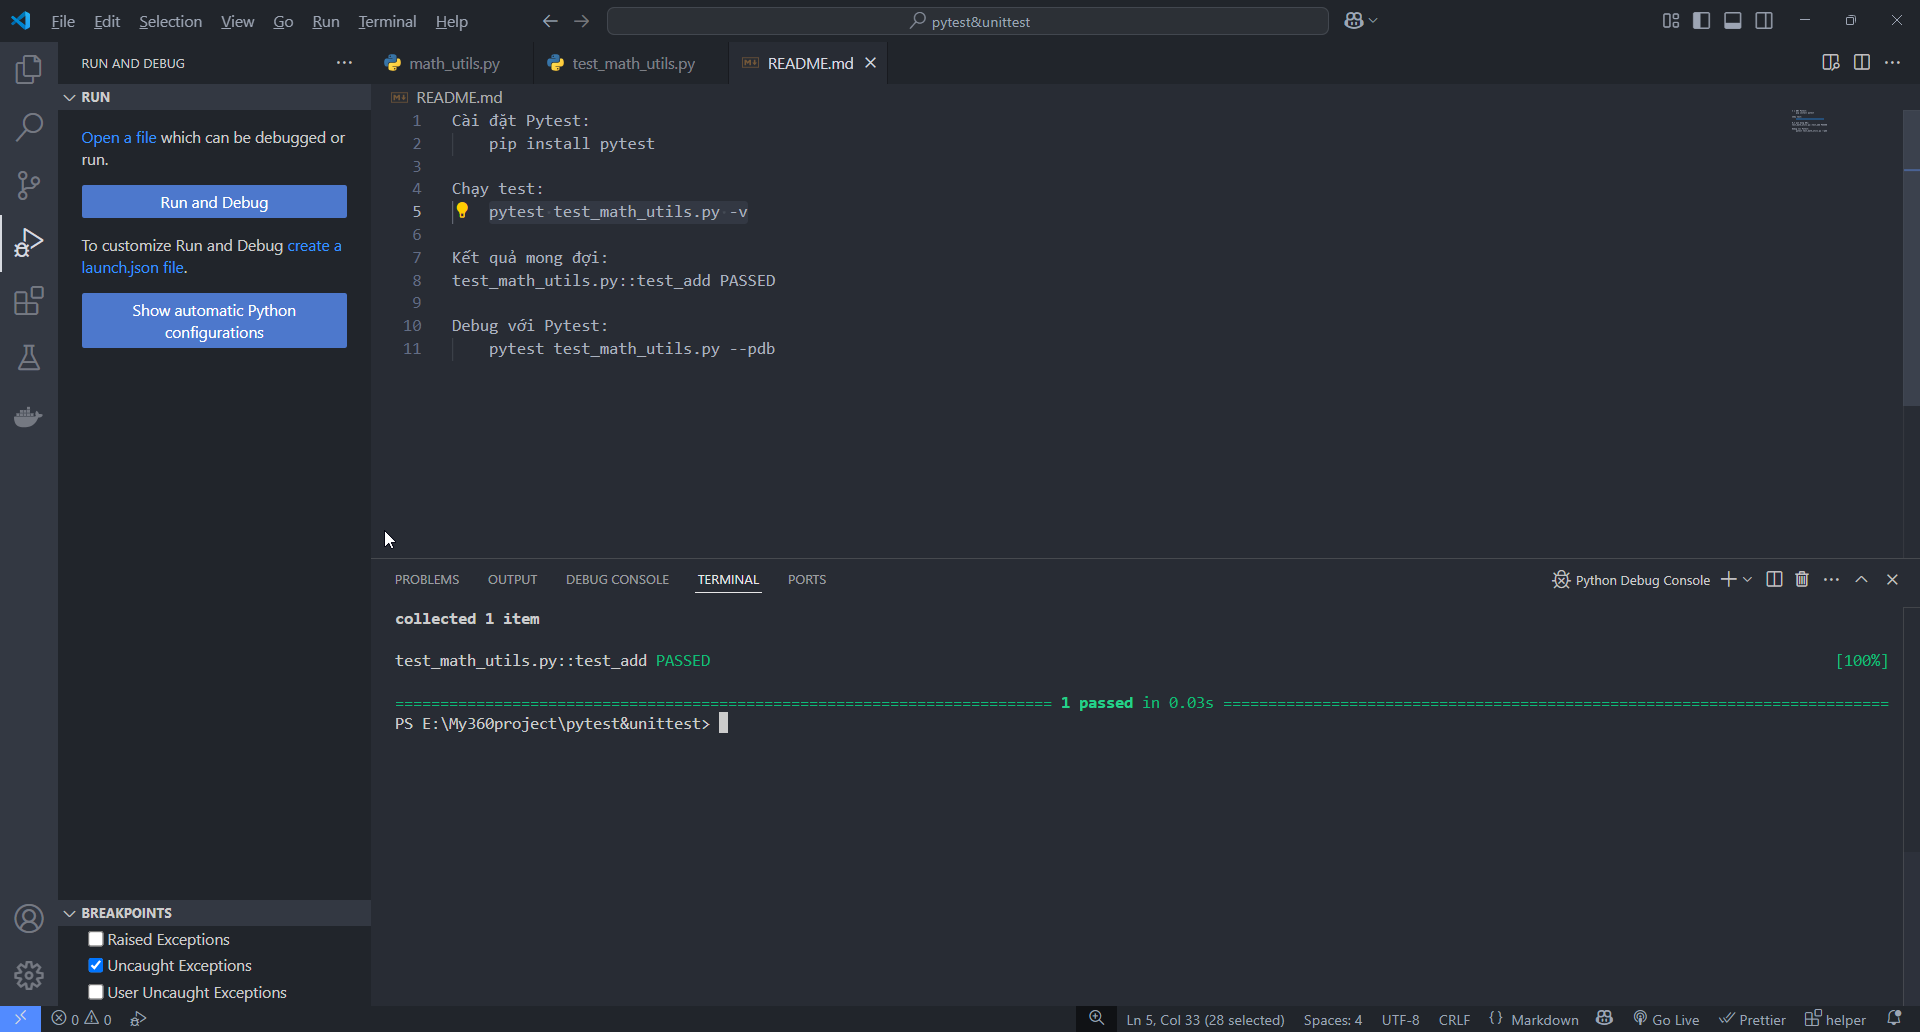 File Edit Selection View Go Run Terminal Help
pytest&unittest
RUN AND DEBUG
RUN
Open a file which can be debugged or
run.
Run and Debug
To customize Run and Debug create a
launch.json file.
Show automatic Python
configurations
BREAKPOINTS
Raised Exceptions
Uncaught Exceptions
User Uncaught Exceptions
math_utils.py test_math_utils.py README.md
README.md
1 Cài đặt Pytest:
2 pip install pytest
3
4 Chạy test:
5 pytest test_math_utils.py -v
6
7 Kết quả mong đợi:
8 test_math_utils.py::test_add PASSED
9
10 Debug với Pytest:
11 pytest test_math_utils.py --pdb
PROBLEMS OUTPUT DEBUG CONSOLE TERMINAL PORTS
Python Debug Console
collected 1 item
test_math_utils.py::test_add PASSED [100%]
1 passed in 0.03s
PS E:\My360project\pytest&unittest>
0 0
Ln 5, Col 33 (28 selected) Spaces: 4 UTF-8 CRLF {} Markdown Go Live Prettier helper